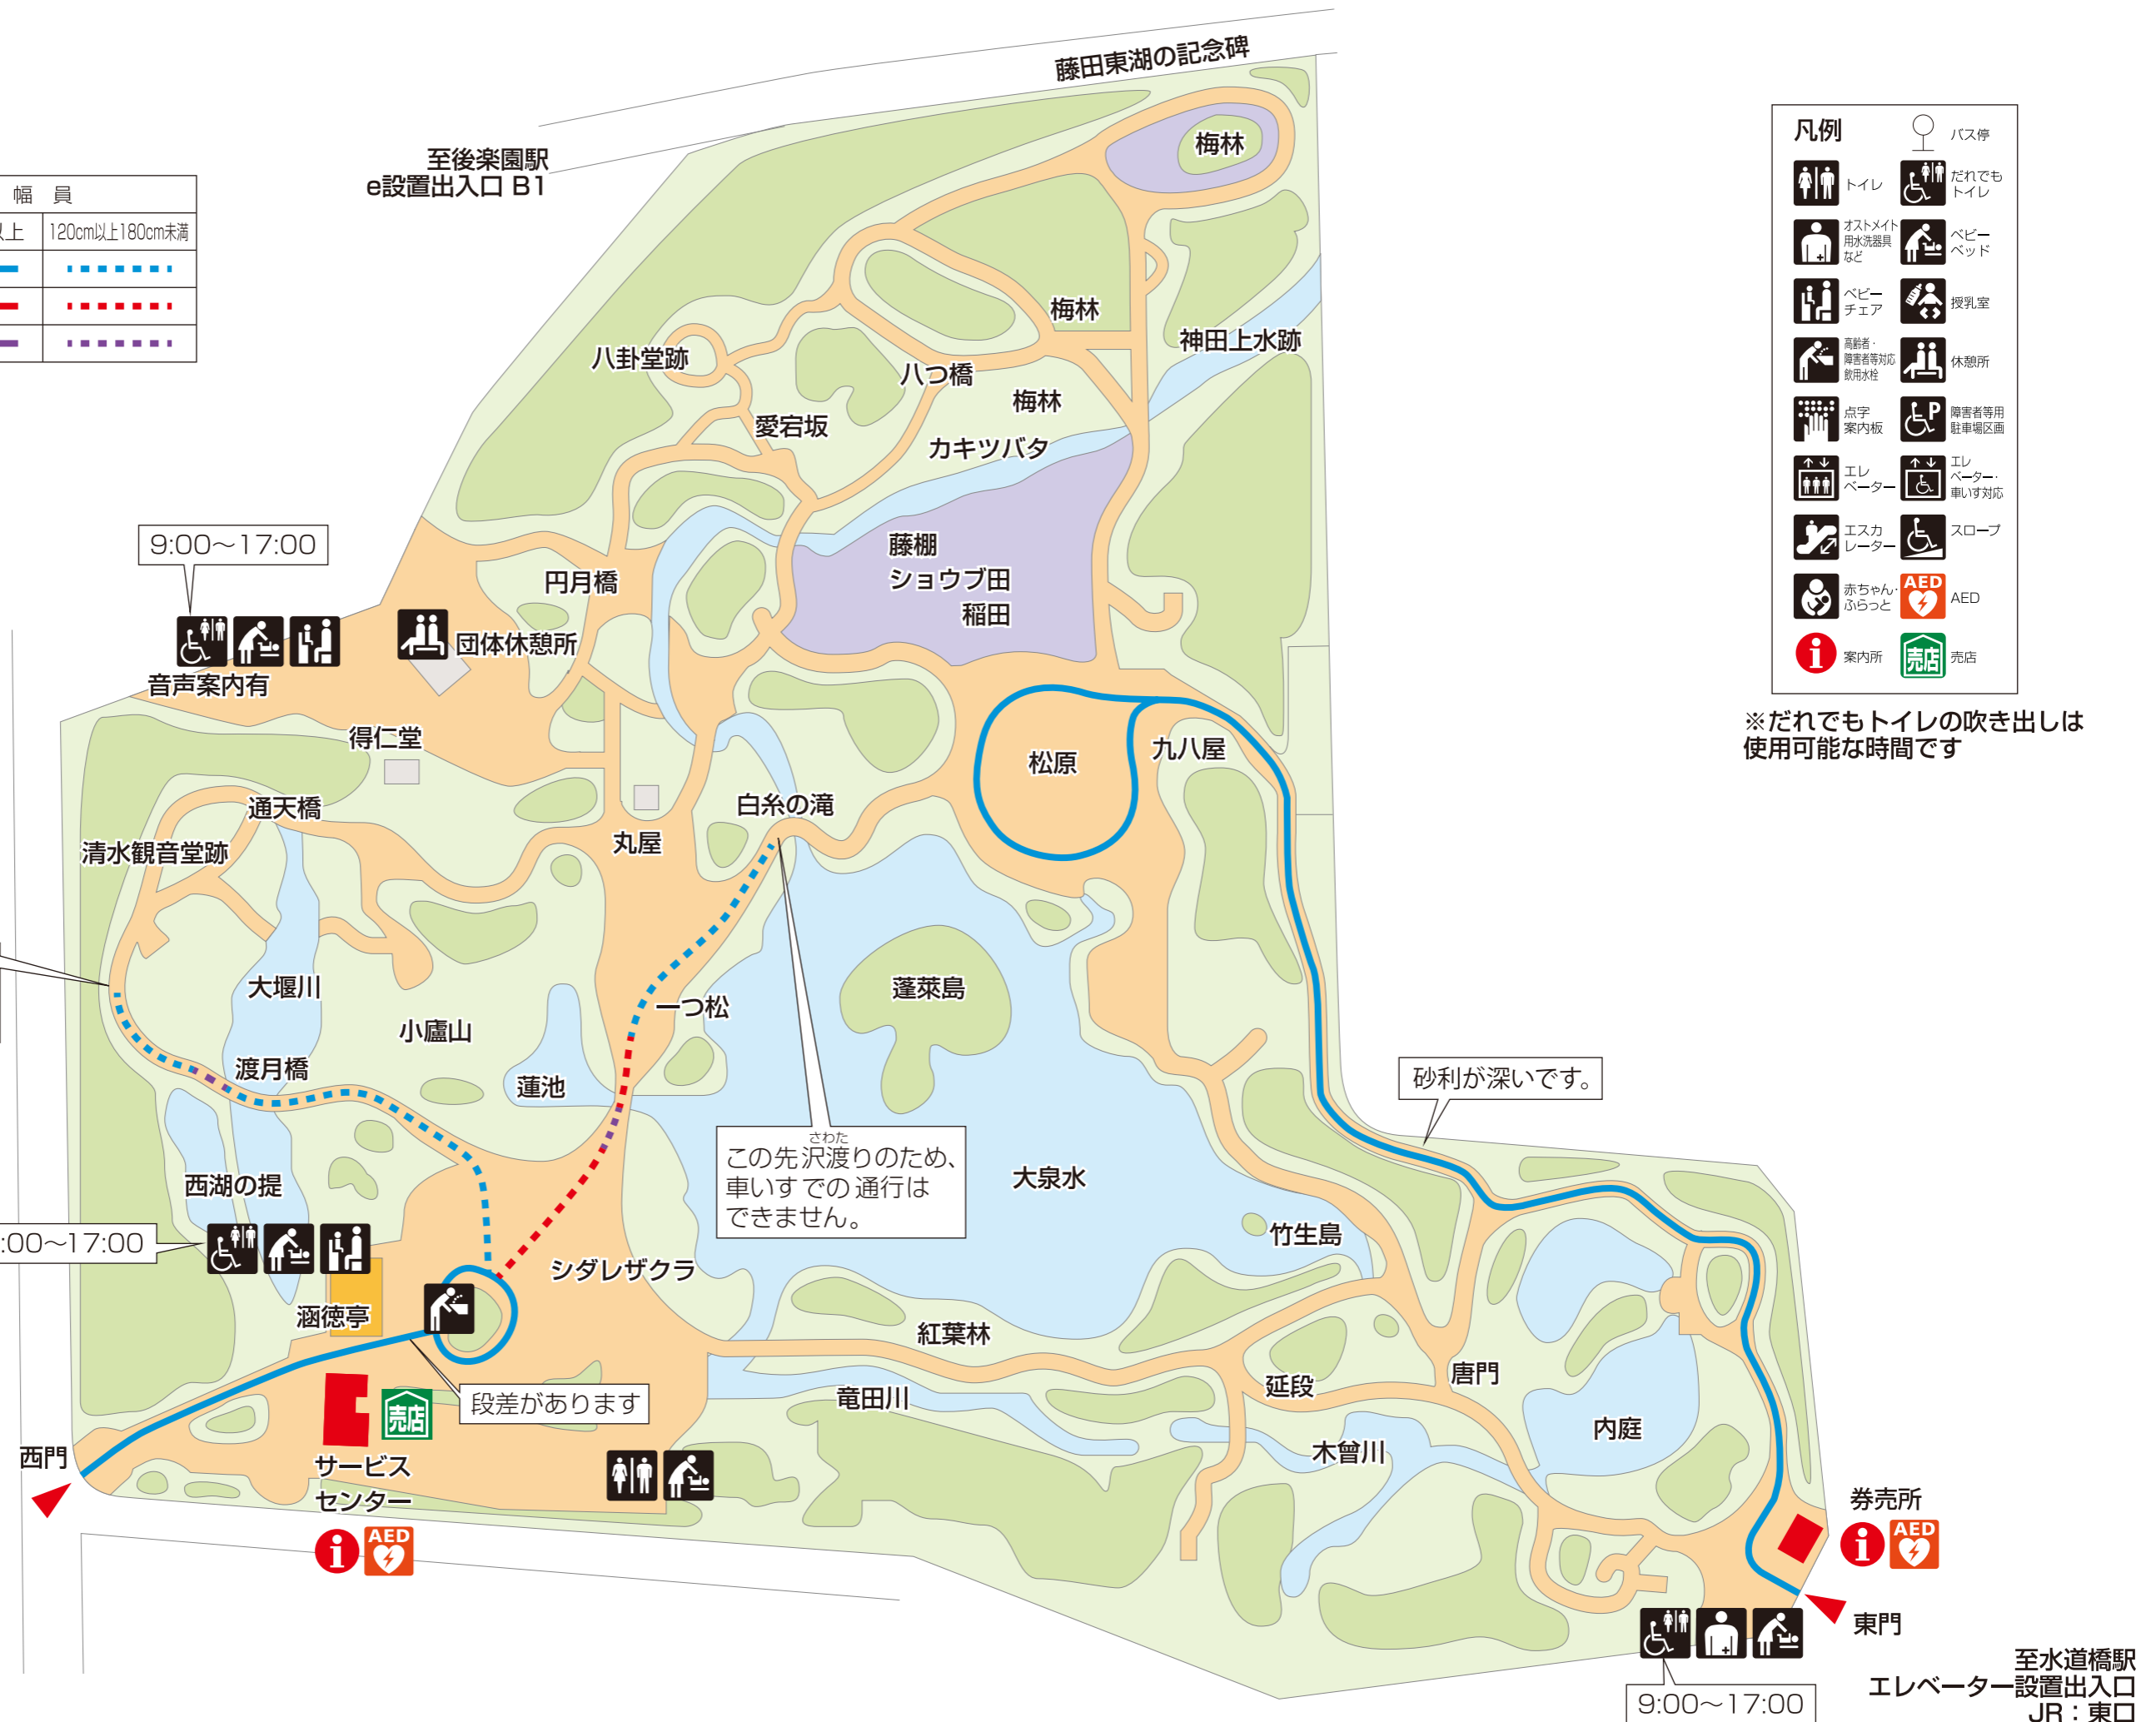 藤田東湖の記念碑
至後楽園駅
e設置出入口 B1
幅 員
以上
120cm以上180cm未満
凡例
バス停
トイレ
だれでも
トイレ
オストメイト
用水洗器具
など
ベビー
ベッド
ベビー
チェア
授乳室
高齢者・
障害者等対応
飲用水栓
休憩所
点字
案内板
障害者等用
駐車場区画
エレ
ベーター
エレ
ベーター・
車いす対応
エスカ
レーター
スロープ
赤ちゃん・
ふらっと
AED
AED
案内所
売店
売店
※だれでもトイレの吹き出しは
使用可能な時間です
梅林
梅林
神田上水跡
八卦堂跡
八つ橋
梅林
愛宕坂
カキツバタ
9:00～17:00
藤棚
ショウブ田
稲田
円月橋
団体休憩所
音声案内有
得仁堂
松原
九八屋
通天橋
白糸の滝
丸屋
清水観音堂跡
大堰川
一つ松
蓬萊島
小廬山
渡月橋
蓮池
砂利が深いです。
さわた
この先沢渡りのため、
車いすでの通行は
できません。
大泉水
西湖の提
:00～17:00
竹生島
シダレザクラ
涵徳亭
紅葉林
段差があります
延段
唐門
竜田川
売店
内庭
木曾川
西門
サービス
センター
AED
券売所
AED
東門
9:00～17:00
至水道橋駅
エレベーター設置出入口
JR：東口